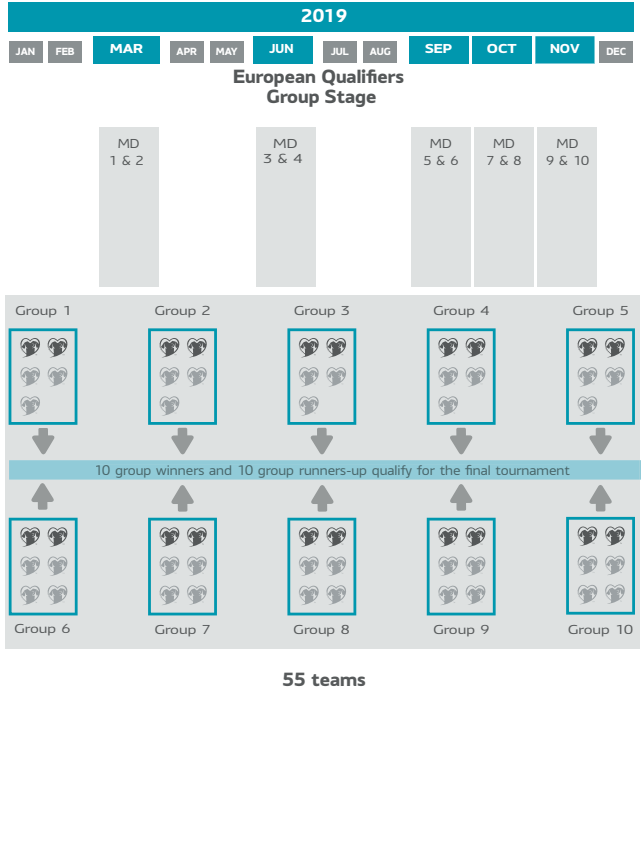 2019
JAN FEB MAR APR MAY JUN JUL AUG SEP OCT NOV DEC
European Qualifiers
Group Stage
MD
1 & 2
MD
3 & 4
MD
5 & 6
MD
7 & 8
MD
9 & 10
Group 1 Group 2 Group 3 Group 4 Group 5
10 group winners and 10 group runners-up qualify for the final tournament
Group 6 Group 7 Group 8 Group 9 Group 10
55 teams